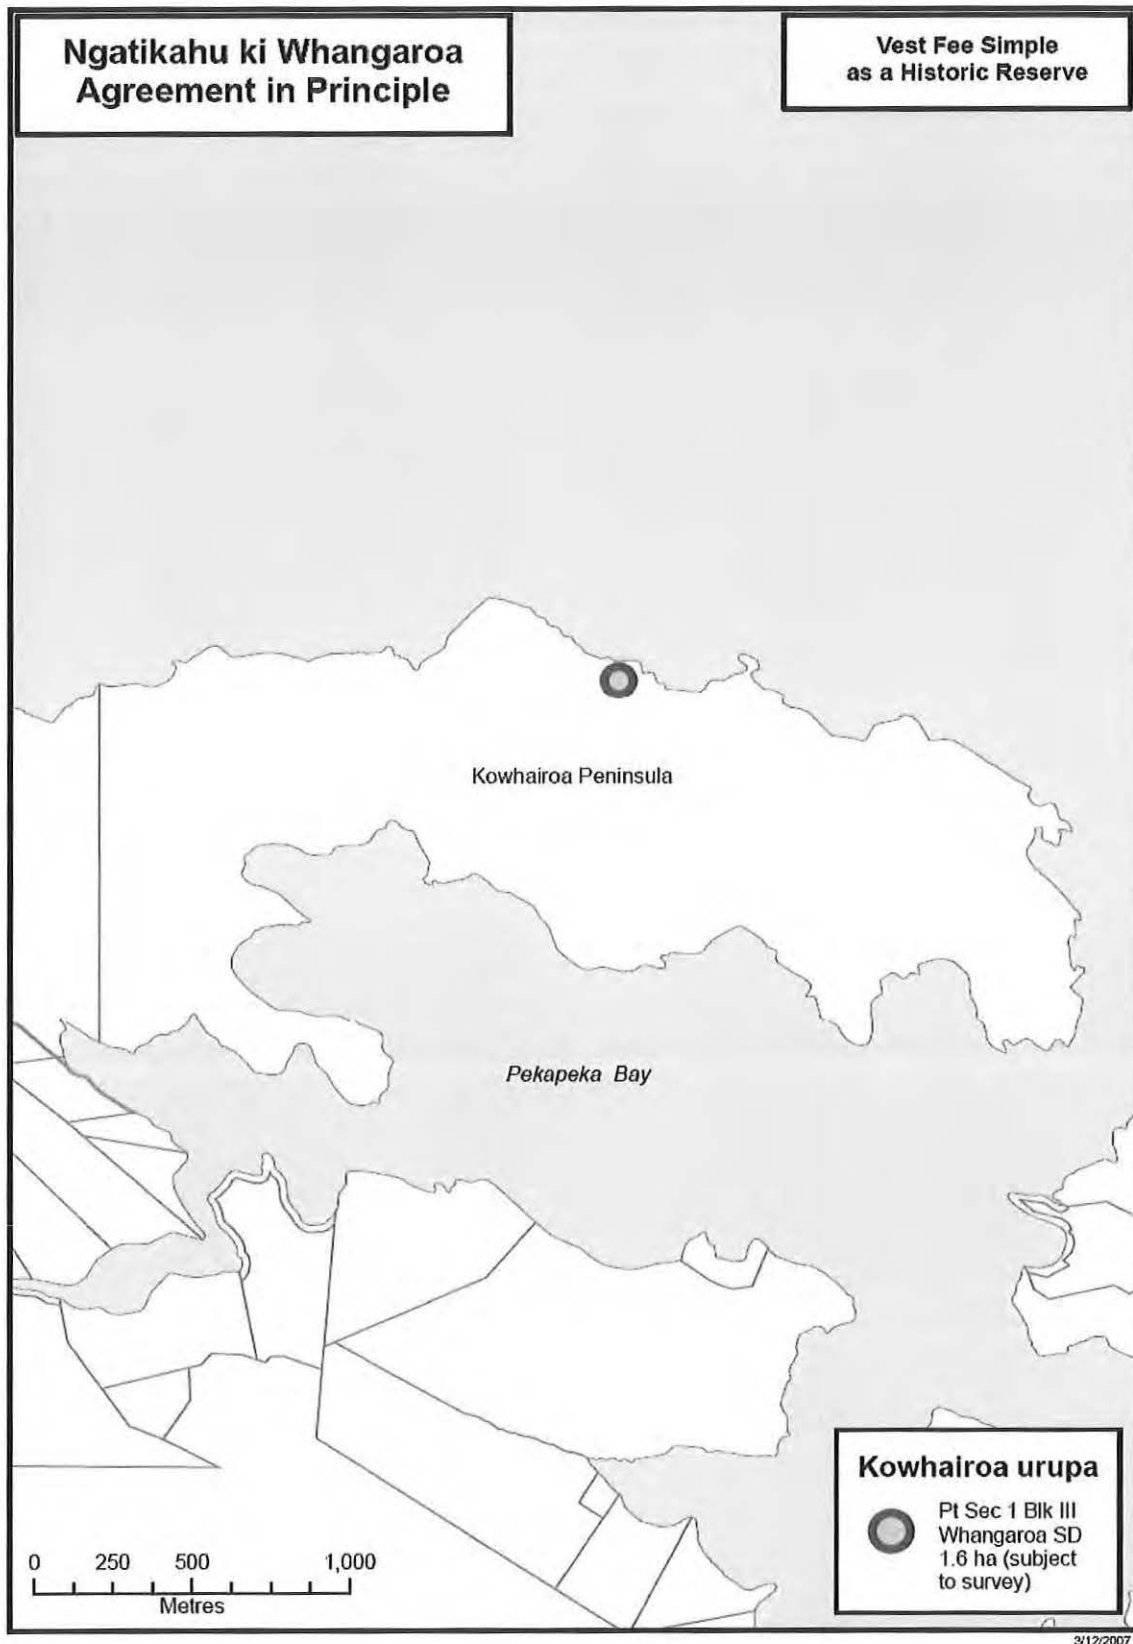 Ngatikahu ki Whangaroa
Agreement in Principle
Vest Fee Simple
as a Historic Reserve
Kowhairoa Peninsula
Pekapeka Bay
Kowhairoa urupa
Pt Sec 1 Blk III
Whangaroa SD
1.6 ha (subject
to survey)
0 250 500 1,000
Metres
3/12/2007